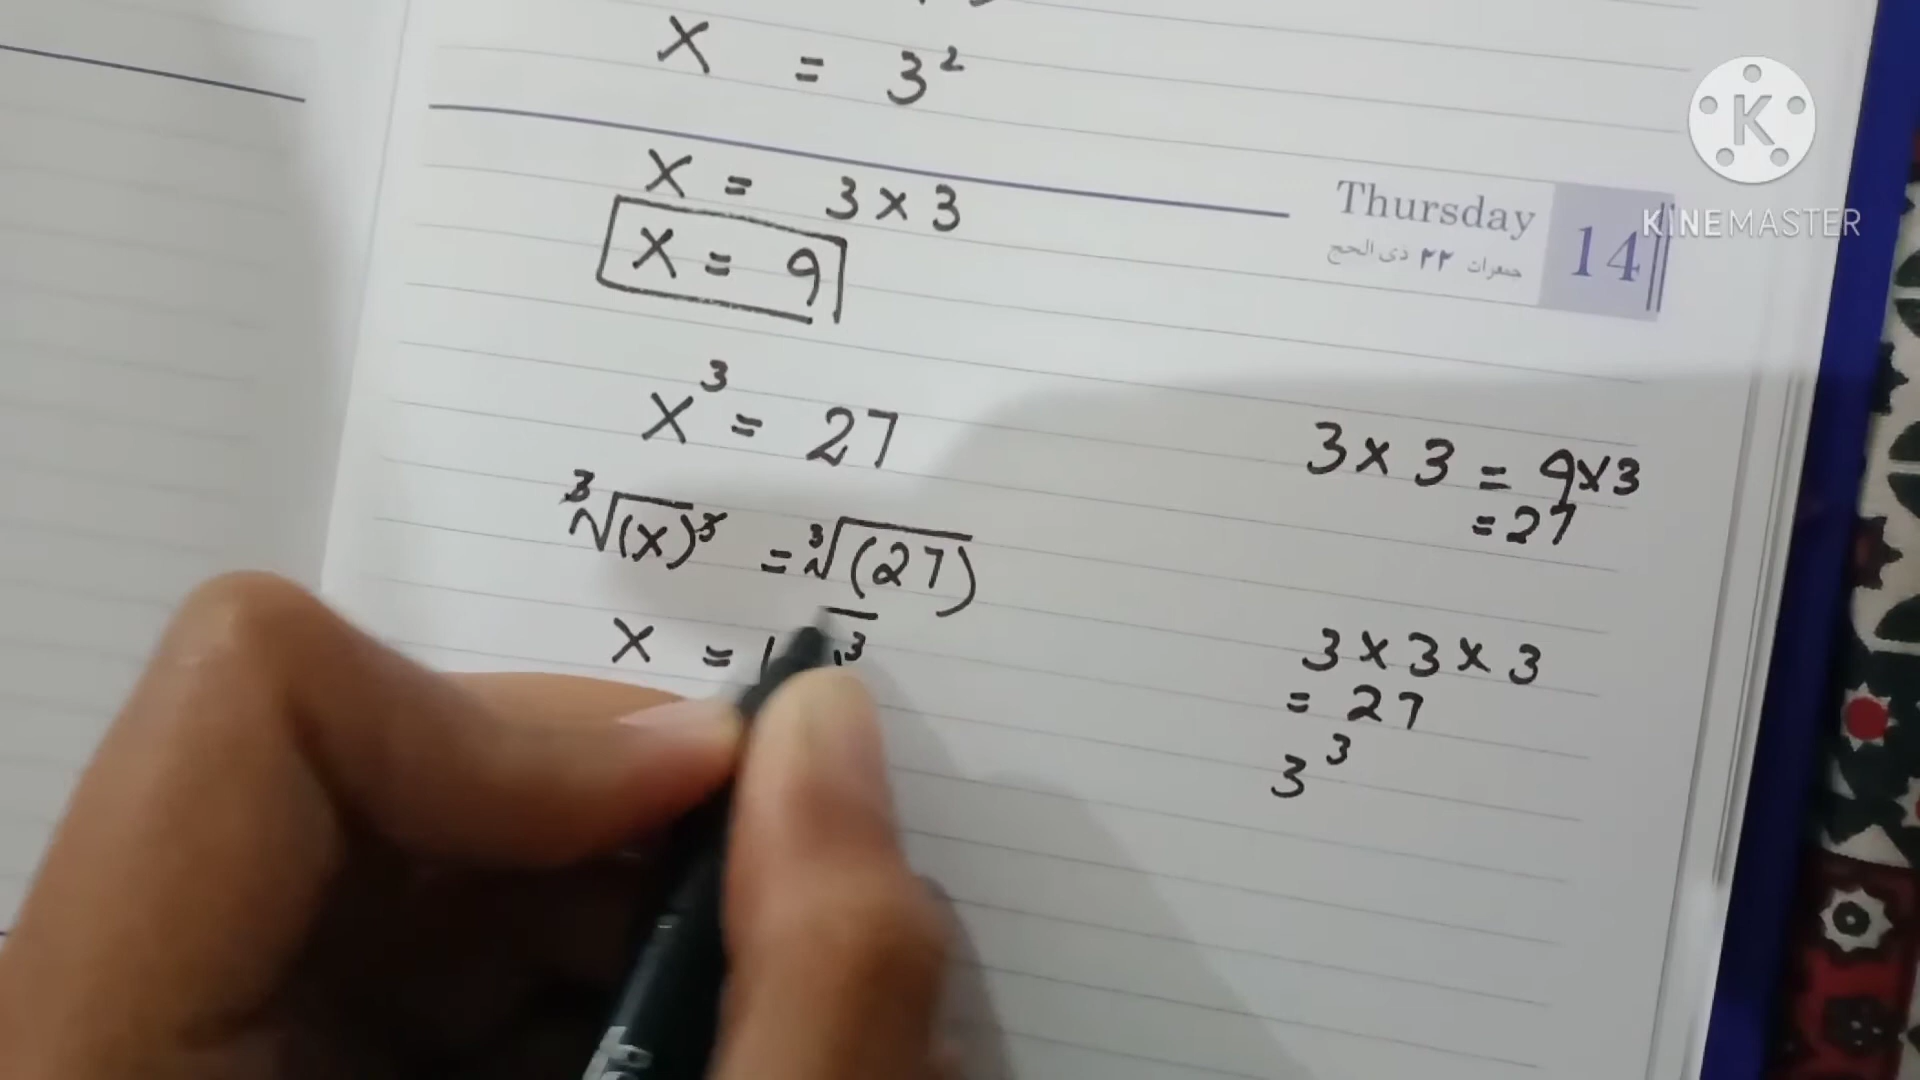 X = 3²
X = 3 × 3
X = 9
Thursday 14
جمعرات ۲۲ ذی الحج
KINEMASTER
K
X³ = 27
∛(x)³ = ∛(27)
X =
3 × 3 = 9×3
= 27
3 × 3 × 3
= 27
3³